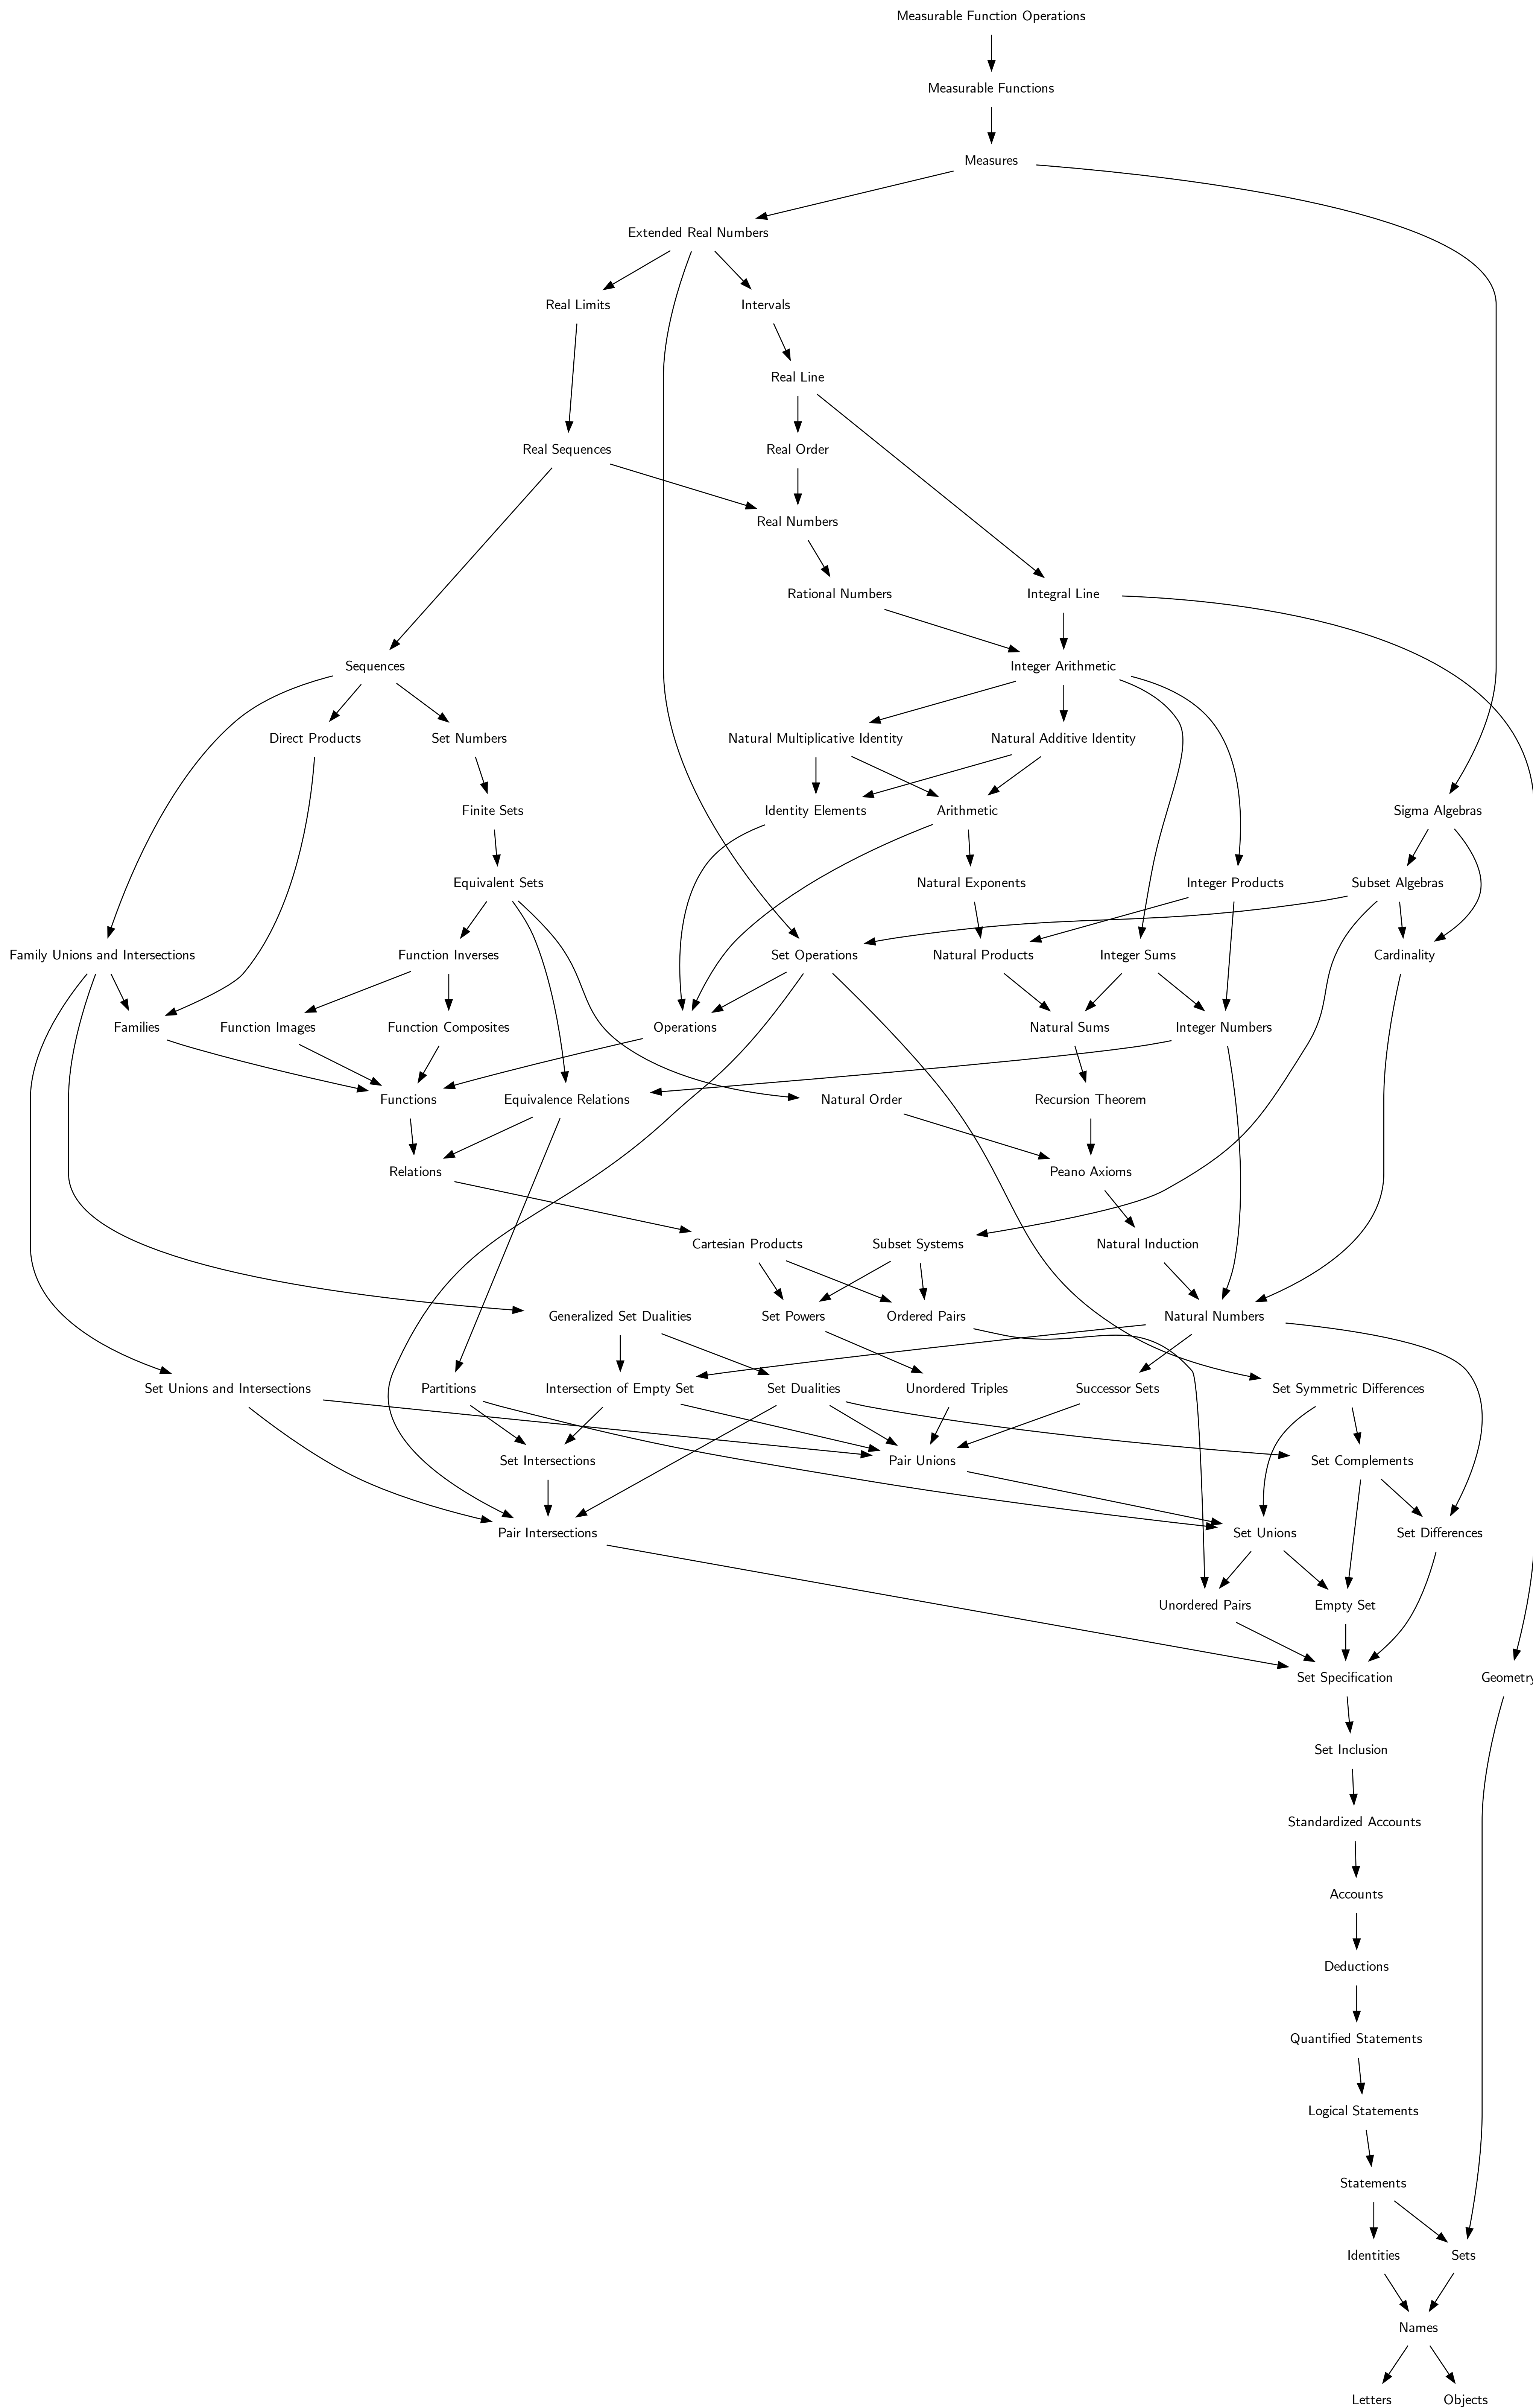 Measurable Function Operations
Measurable Functions
Measures
Extended Real Numbers
Real Limits
Intervals
Real Line
Real Sequences
Real Order
Real Numbers
Rational Numbers
Integral Line
Sequences
Integer Arithmetic
Direct Products
Set Numbers
Natural Multiplicative Identity
Natural Additive Identity
Finite Sets
Identity Elements
Arithmetic
Sigma Algebras
Equivalent Sets
Natural Exponents
Integer Products
Subset Algebras
Family Unions and Intersections
Function Inverses
Set Operations
Natural Products
Integer Sums
Cardinality
Families
Function Images
Function Composites
Operations
Natural Sums
Integer Numbers
Functions
Equivalence Relations
Natural Order
Recursion Theorem
Relations
Peano Axioms
Cartesian Products
Subset Systems
Natural Induction
Generalized Set Dualities
Set Powers
Ordered Pairs
Natural Numbers
Set Unions and Intersections
Partitions
Intersection of Empty Set
Set Dualities
Unordered Triples
Successor Sets
Set Symmetric Differences
Set Intersections
Pair Unions
Set Complements
Pair Intersections
Set Unions
Set Differences
Unordered Pairs
Empty Set
Set Specification
Geometry
Set Inclusion
Standardized Accounts
Accounts
Deductions
Quantified Statements
Logical Statements
Statements
Identities
Sets
Names
Letters
Objects